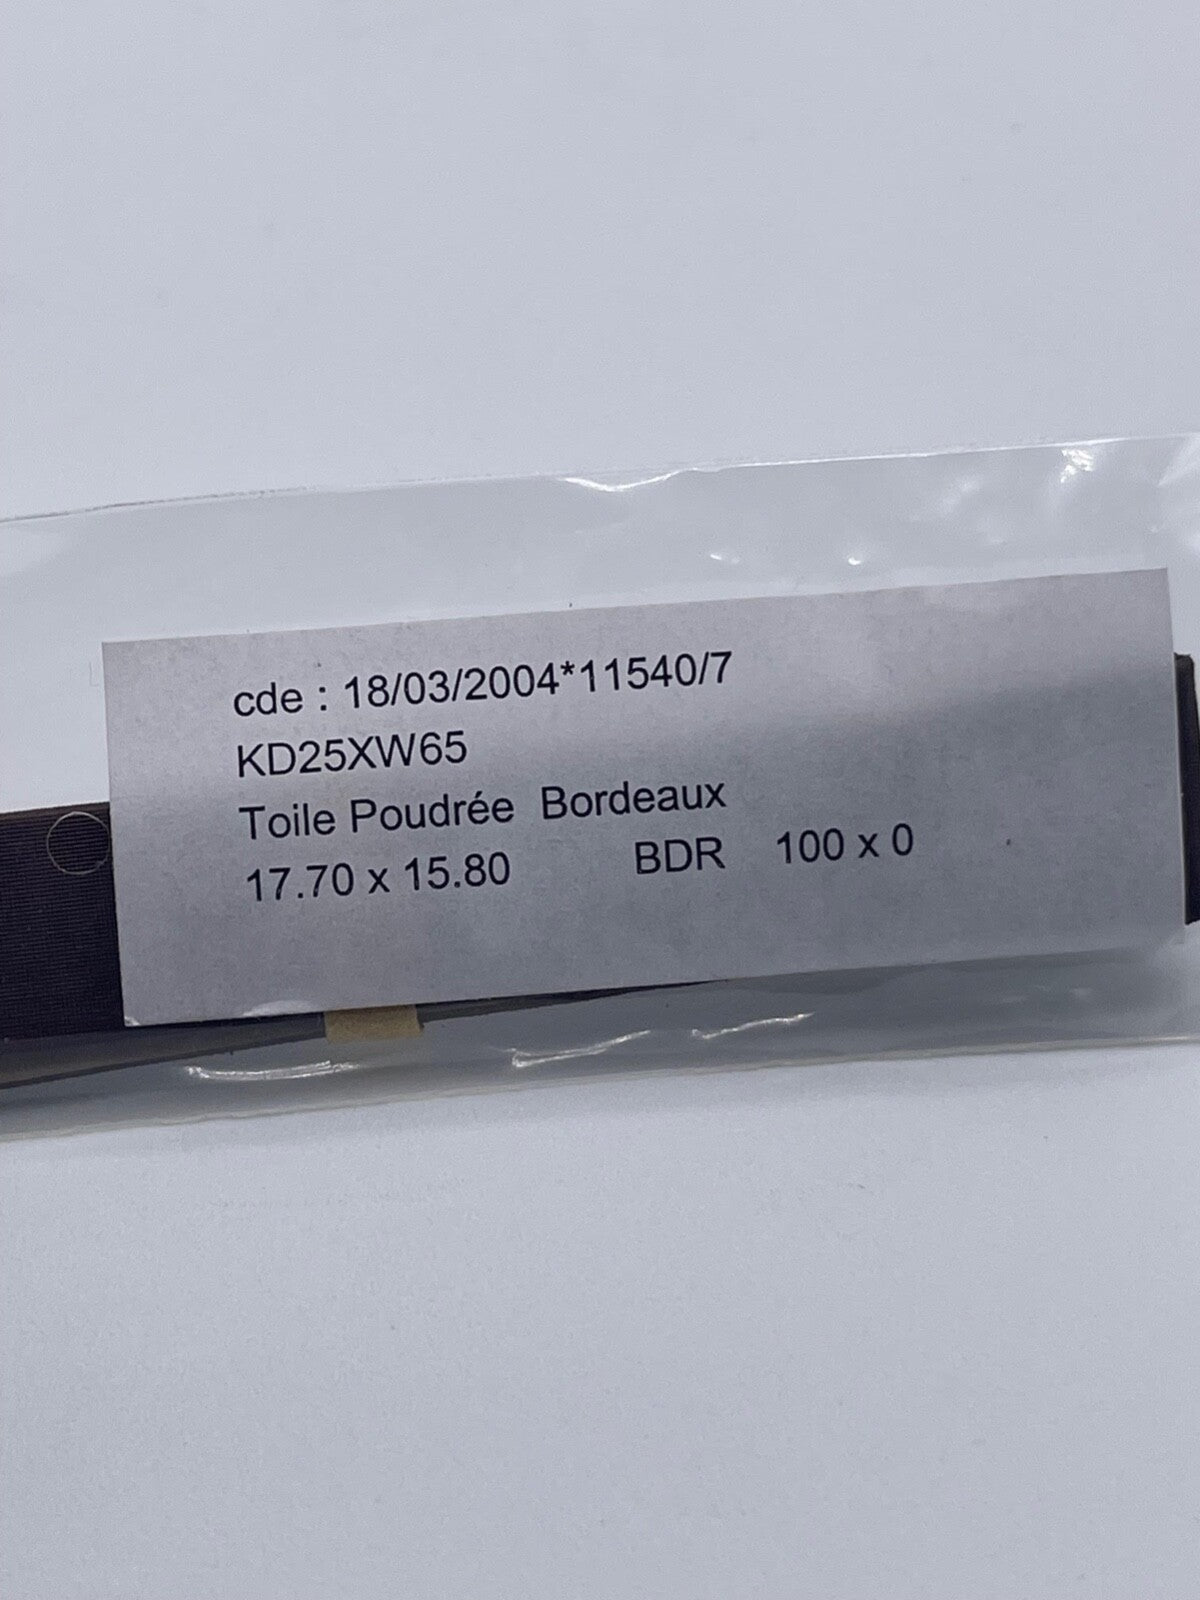 cde : 18/03/2004*11540/7
KD25XW65
Toile Poudrée Bordeaux
17.70 x 15.80 BDR 100 x 0